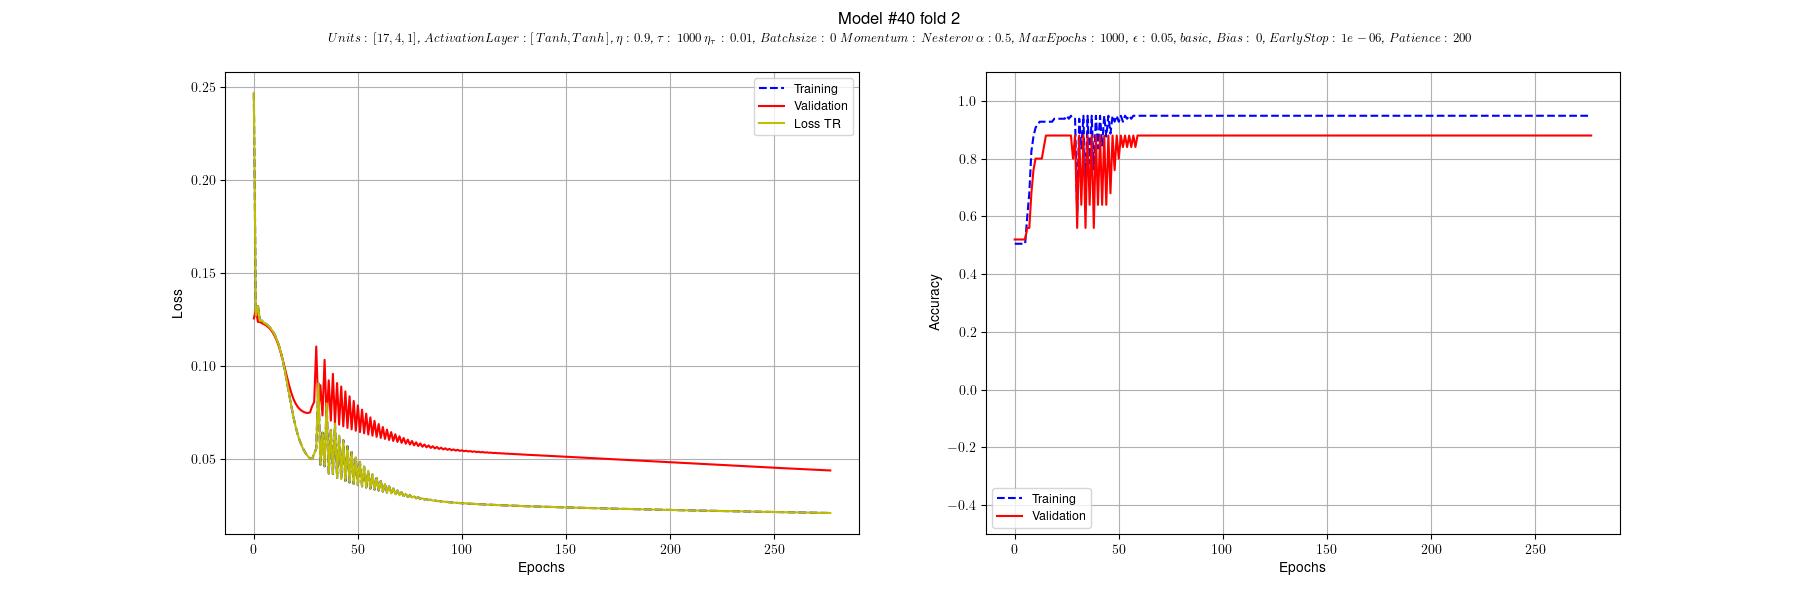 Model #40 fold 2
Units : [17, 4, 1], ActivationLayer : [Tanh, Tanh], η : 0.9, τ : 1000 η_τ : 0.01, Batchsize : 0 Momentum : Nesterov α : 0.5, MaxEpochs : 1000, ϵ : 0.05, basic, Bias : 0, EarlyStop : 1e − 06, Patience : 200
0.25
0.20
0.15
0.10
0.05
Loss
Training
Validation
Loss TR
0 50 100 150 200 250
Epochs
1.0
0.8
0.6
0.4
0.2
0.0
−0.2
−0.4
Accuracy
Training
Validation
0 50 100 150 200 250
Epochs